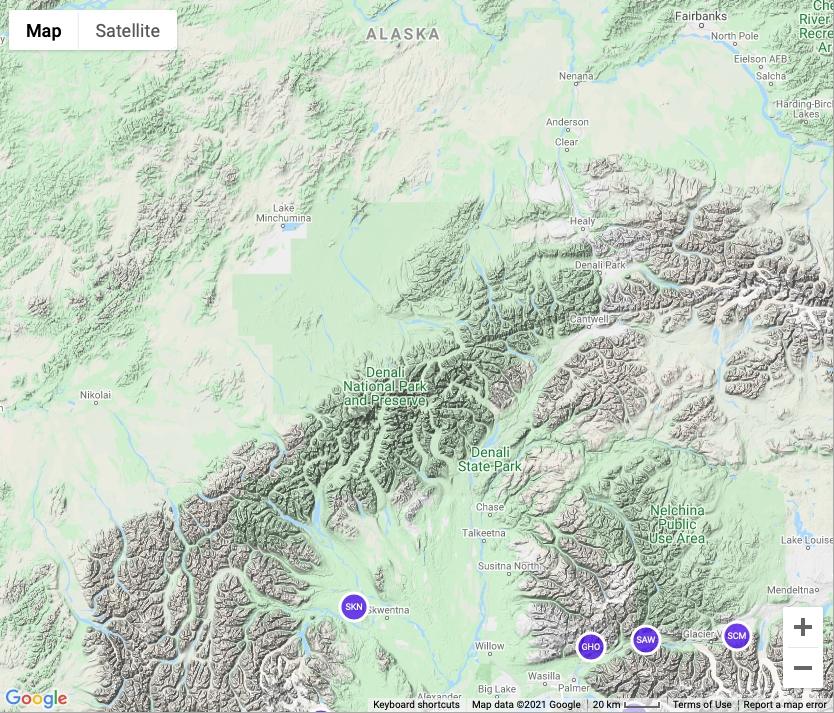 Map
Satellite
ALASKA
Fairbanks
North Pole
Eielson AFB
Salcha
Nenana
Harding-Birch
Lakes
Anderson
Clear
Lake
Minchumina
Healy
Denali Park
Cantwell
Denali
National Park
and Preserve
Nikolai
Denali
State Park
Chase
Talkeetna
Nelchina
Public
Use Area
Lake Louise
Susitna North
Mendeltna
SKN
Skwentna
SCM
SAW
Glacier
GHO
Willow
Wasilla
Palmer
Big Lake
Alexander
Google
Keyboard shortcuts
Map data ©2021 Google
20 km
Terms of Use
Report a map error